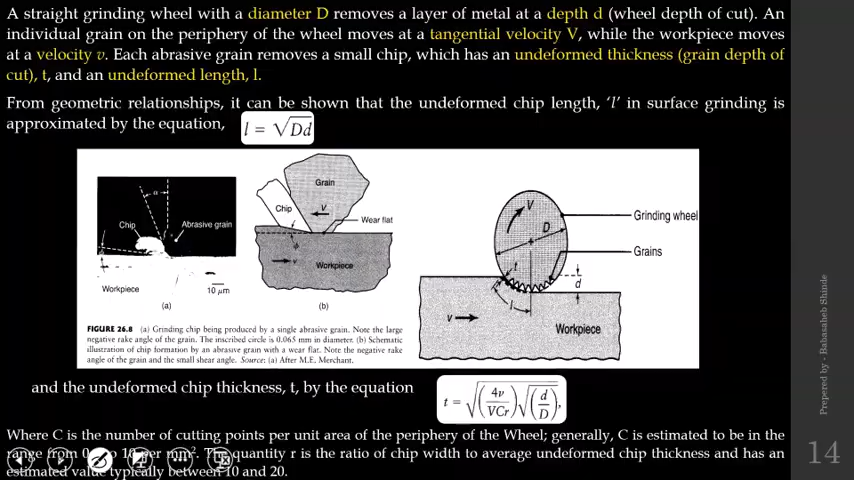 A straight grinding wheel with a diameter D removes a layer of metal at a depth d (wheel depth of cut). An
individual grain on the periphery of the wheel moves at a tangential velocity V, while the workpiece moves
at a velocity v. Each abrasive grain removes a small chip, which has an undeformed thickness (grain depth of
cut), t, and an undeformed length, l.
From geometric relationships, it can be shown that the undeformed chip length, 'l' in surface grinding is
approximated by the equation, l = √Dd
α
Chip
Abrasive grain
Workpiece
10 μm
(a)
Grain
Chip
V
Wear flat
ϕ
v
Workpiece
(b)
V
D
Grinding wheel
Grains
t
d
l
v
Workpiece
FIGURE 26.8 (a) Grinding chip being produced by a single abrasive grain. Note the large
negative rake angle of the grain. The inscribed circle is 0.065 mm in diameter. (b) Schematic
illustration of chip formation by an abrasive grain with a wear flat. Note the negative rake
angle of the grain and the small shear angle. Source: (a) After M.E. Merchant.
and the undeformed chip thickness, t, by the equation t = √(4v/VCr)√(d/D),
Where C is the number of cutting points per unit area of the periphery of the Wheel; generally, C is estimated to be in the
range from per mm². The quantity r is the ratio of chip width to average undeformed chip thickness and has an
estimated value typically between 10 and 20.
Prepered by - Babasaheb Shinde
14